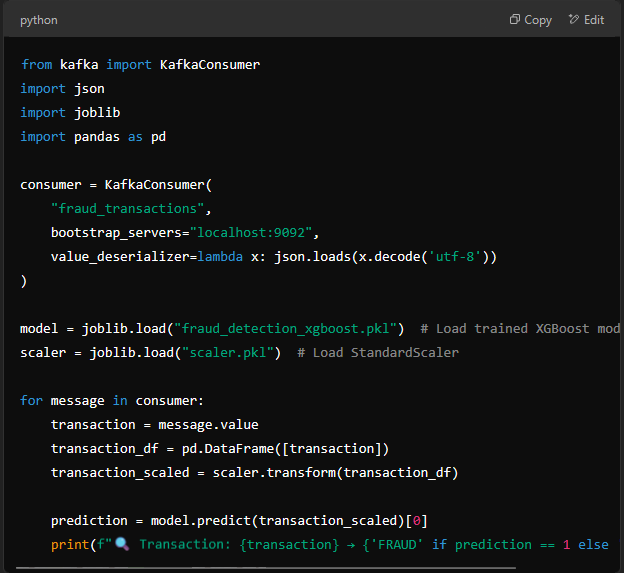 python
Copy
Edit
from kafka import KafkaConsumer
import json
import joblib
import pandas as pd
consumer = KafkaConsumer(
    "fraud_transactions",
    bootstrap_servers="localhost:9092",
    value_deserializer=lambda x: json.loads(x.decode('utf-8'))
)
model = joblib.load("fraud_detection_xgboost.pkl")  # Load trained XGBoost mod
scaler = joblib.load("scaler.pkl")  # Load StandardScaler
for message in consumer:
    transaction = message.value
    transaction_df = pd.DataFrame([transaction])
    transaction_scaled = scaler.transform(transaction_df)
    prediction = model.predict(transaction_scaled)[0]
    print(f"🔍 Transaction: {transaction} → {'FRAUD' if prediction == 1 else